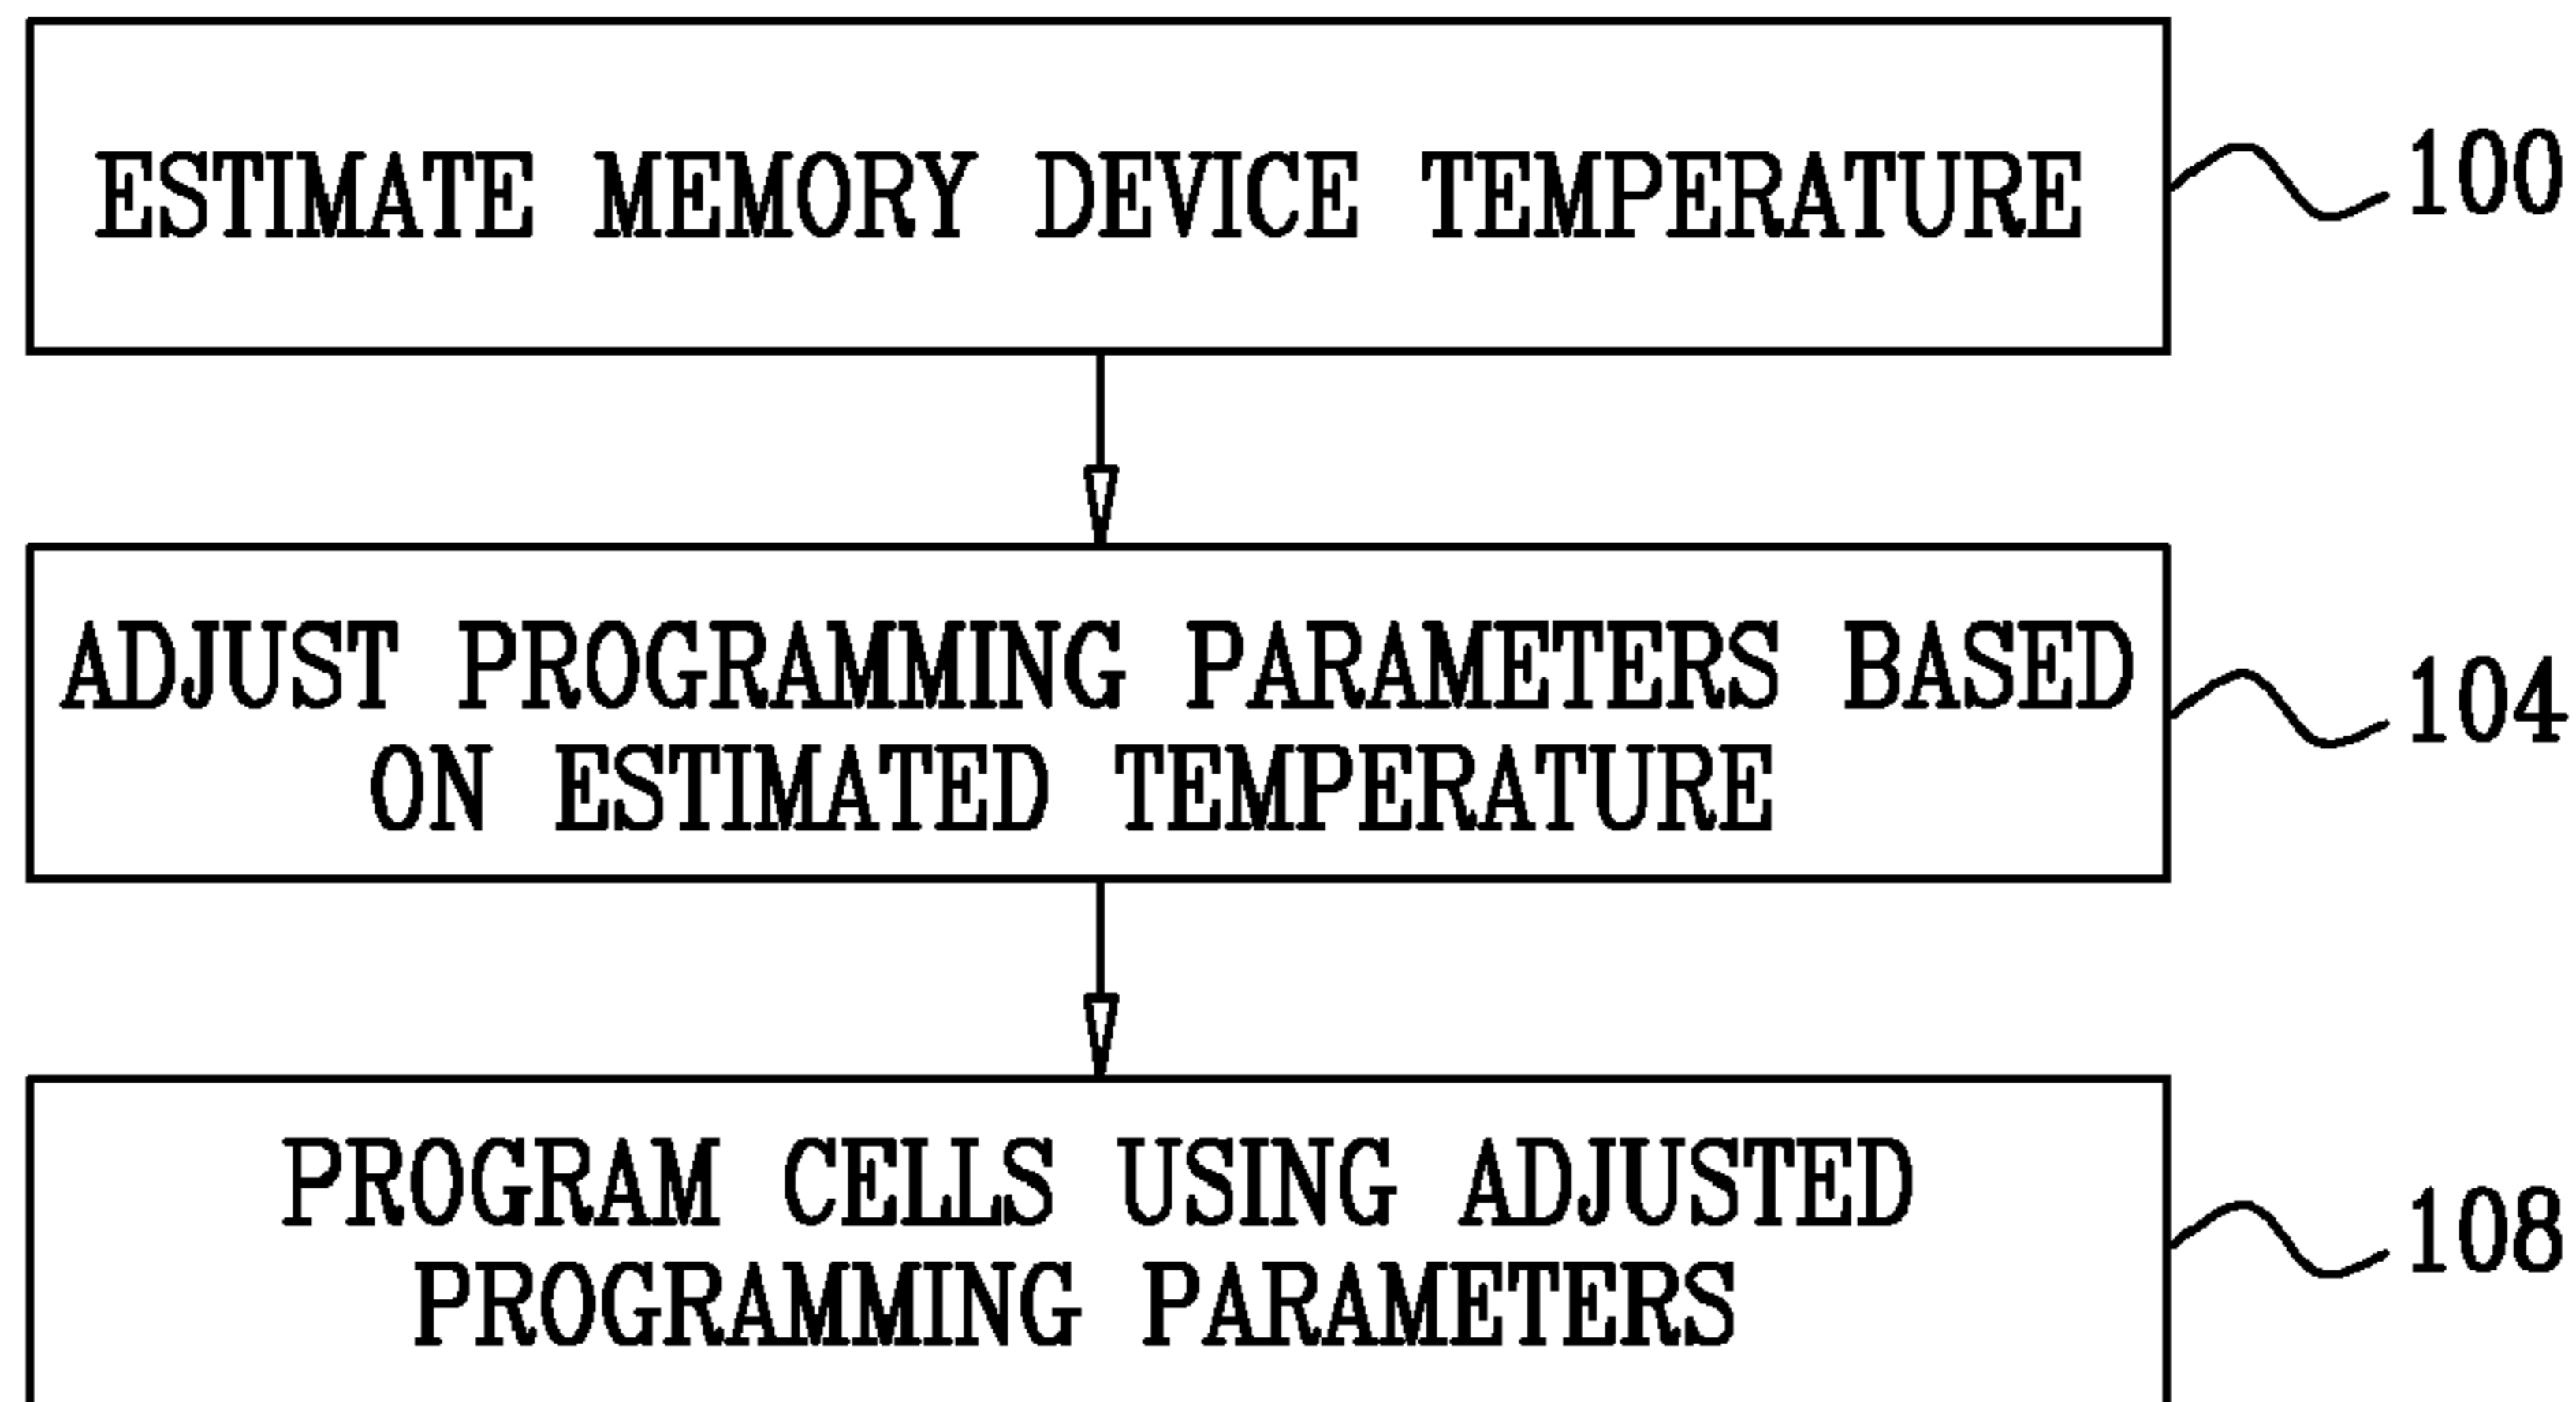 ESTIMATE MEMORY DEVICE TEMPERATURE
100
ADJUST PROGRAMMING PARAMETERS BASED
ON ESTIMATED TEMPERATURE
104
PROGRAM CELLS USING ADJUSTED
PROGRAMMING PARAMETERS
108